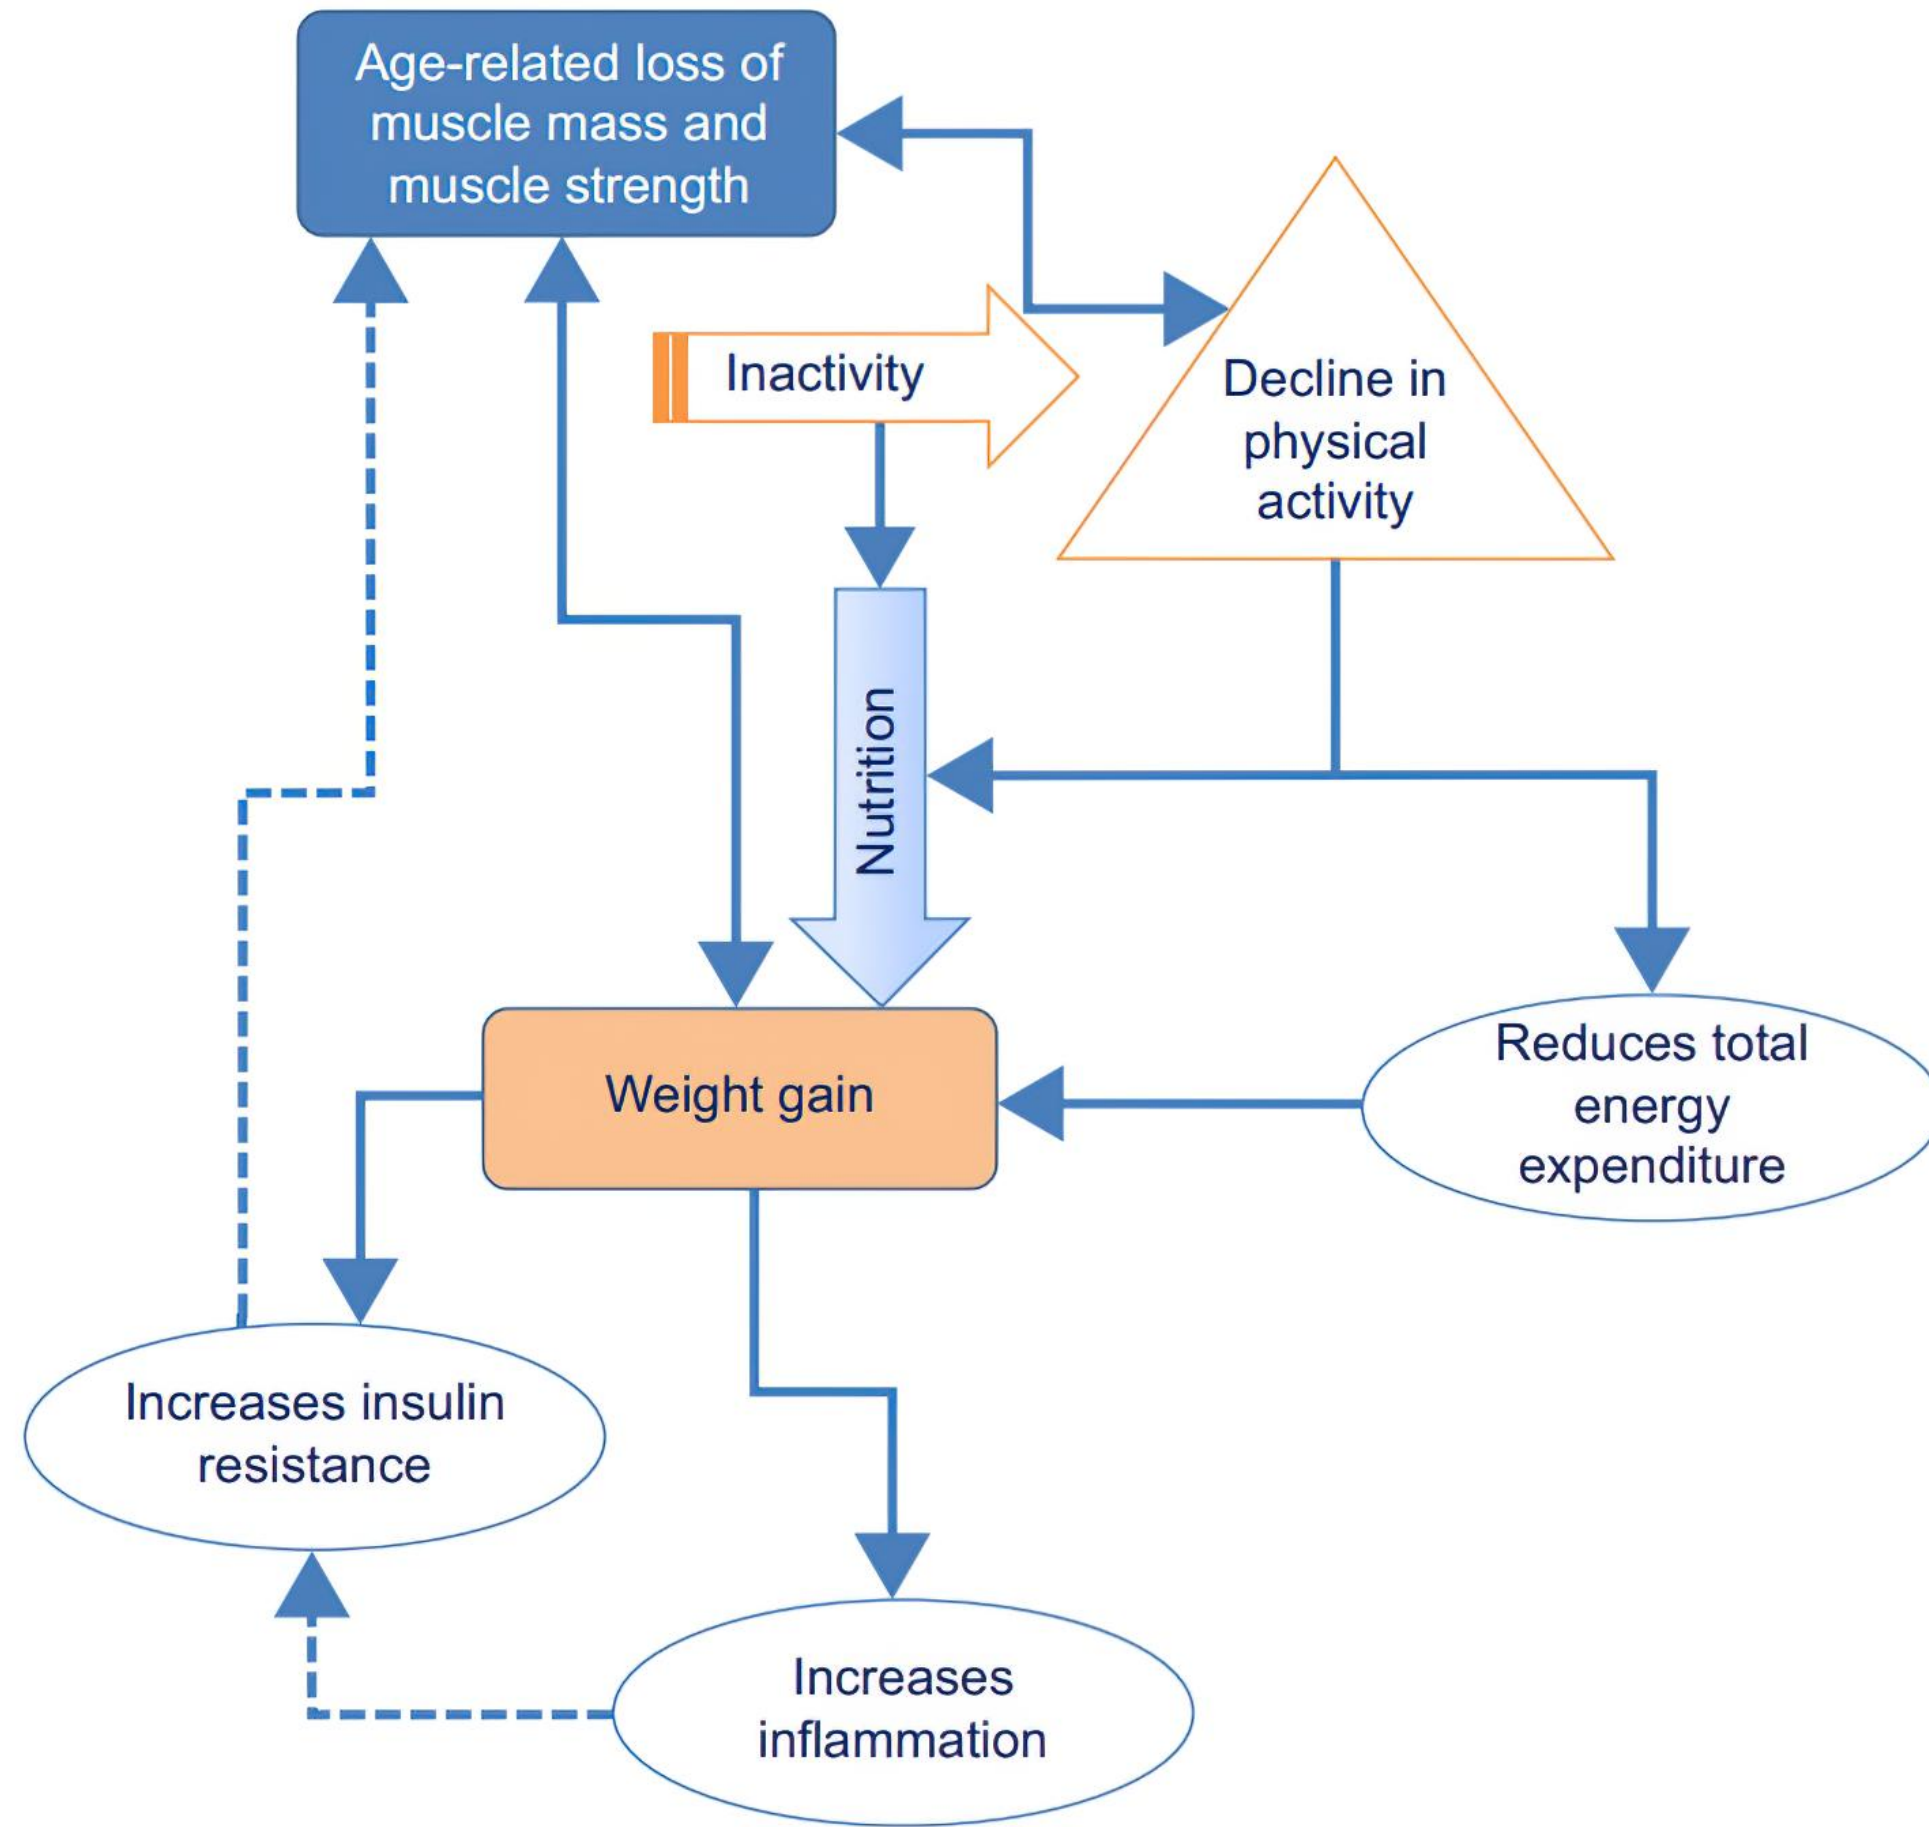 Age-related loss of
muscle mass and
muscle strength
Inactivity
Decline in
physical
activity
Nutrition
Weight gain
Reduces total
energy
expenditure
Increases insulin
resistance
Increases
inflammation